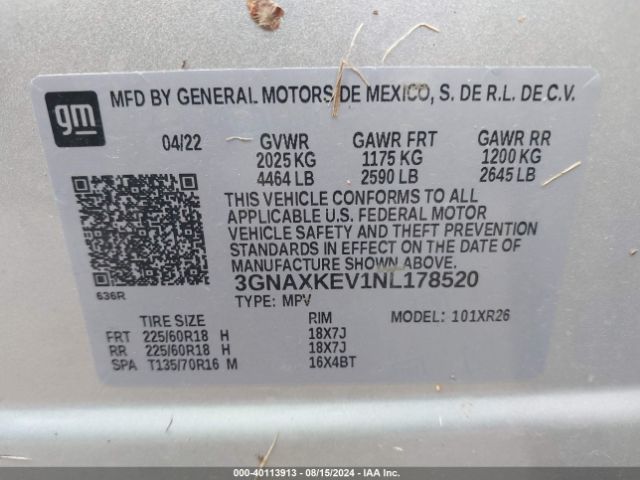 gm
MFD BY GENERAL MOTORS DE MEXICO, S. DE R.L. DE C.V.
04/22 GVWR GAWR FRT GAWR RR
2025 KG 1175 KG 1200 KG
4464 LB 2590 LB 2645 LB
THIS VEHICLE CONFORMS TO ALL
APPLICABLE U.S. FEDERAL MOTOR
VEHICLE SAFETY AND THEFT PREVENTION
STANDARDS IN EFFECT ON THE DATE OF
MANUFACTURE SHOWN ABOVE.
3GNAXKEV1NL178520
636R
TYPE: MPV
TIRE SIZE RIM MODEL: 101XR26
FRT 225/60R18 H 18X7J
RR 225/60R18 H 18X7J
SPA T135/70R16 M 16X4BT
000-40113913 - 08/15/2024 - IAA Inc.